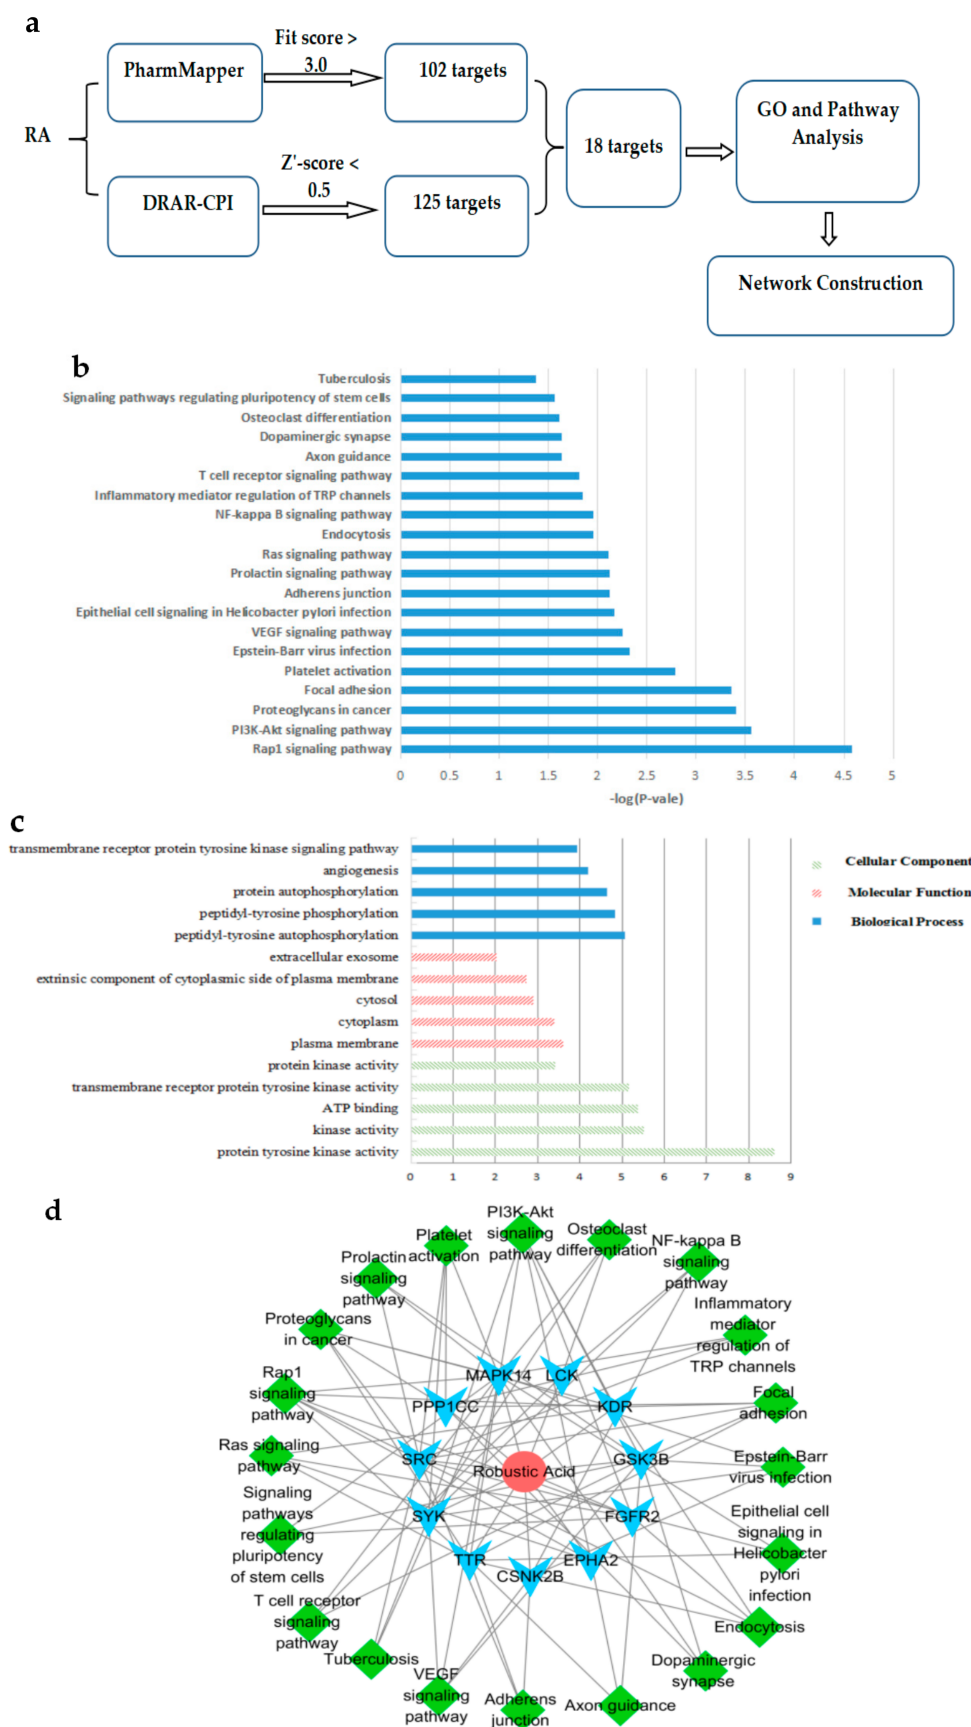 a
RA
PharmMapper
Fit score >
3.0
102 targets
DRAR-CPI
Z'-score <
0.5
125 targets
18 targets
GO and Pathway
Analysis
Network Construction
b
Tuberculosis
Signaling pathways regulating pluripotency of stem cells
Osteoclast differentiation
Dopaminergic synapse
Axon guidance
T cell receptor signaling pathway
Inflammatory mediator regulation of TRP channels
NF-kappa B signaling pathway
Endocytosis
Ras signaling pathway
Prolactin signaling pathway
Adherens junction
Epithelial cell signaling in Helicobacter pylori infection
VEGF signaling pathway
Epstein-Barr virus infection
Platelet activation
Focal adhesion
Proteoglycans in cancer
PI3K-Akt signaling pathway
Rap1 signaling pathway
0 0.5 1 1.5 2 2.5 3 3.5 4 4.5 5
-log(P-vale)
c
transmembrane receptor protein tyrosine kinase signaling pathway
angiogenesis
protein autophosphorylation
peptidyl-tyrosine phosphorylation
peptidyl-tyrosine autophosphorylation
extracellular exosome
extrinsic component of cytoplasmic side of plasma membrane
cytosol
cytoplasm
plasma membrane
protein kinase activity
transmembrane receptor protein tyrosine kinase activity
ATP binding
kinase activity
protein tyrosine kinase activity
0 1 2 3 4 5 6 7 8 9
Cellular Component
Molecular Function
Biological Process
d
PI3K-Akt
signaling
pathway
Osteoclast
differentiation
NF-kappa B
signaling
pathway
Inflammatory
mediator
regulation of
TRP channels
Focal
adhesion
Epstein-Barr
virus infection
Epithelial cell
signaling in
Helicobacter
pylori
infection
Endocytosis
Dopaminergic
synapse
Axon guidance
Adherens
junction
VEGF
signaling
pathway
Tuberculosis
T cell receptor
signaling
pathway
Signaling
pathways
regulating
pluripotency
of stem cells
Ras signaling
pathway
Rap1
signaling
pathway
Proteoglycans
in cancer
Prolactin
signaling
pathway
Platelet
activation
MAPK14
LCK
PPP1CC
KDR
SRC
Robustic Acid
GSK3B
SYK
FGFR2
TTR
CSNK2B
EPHA2